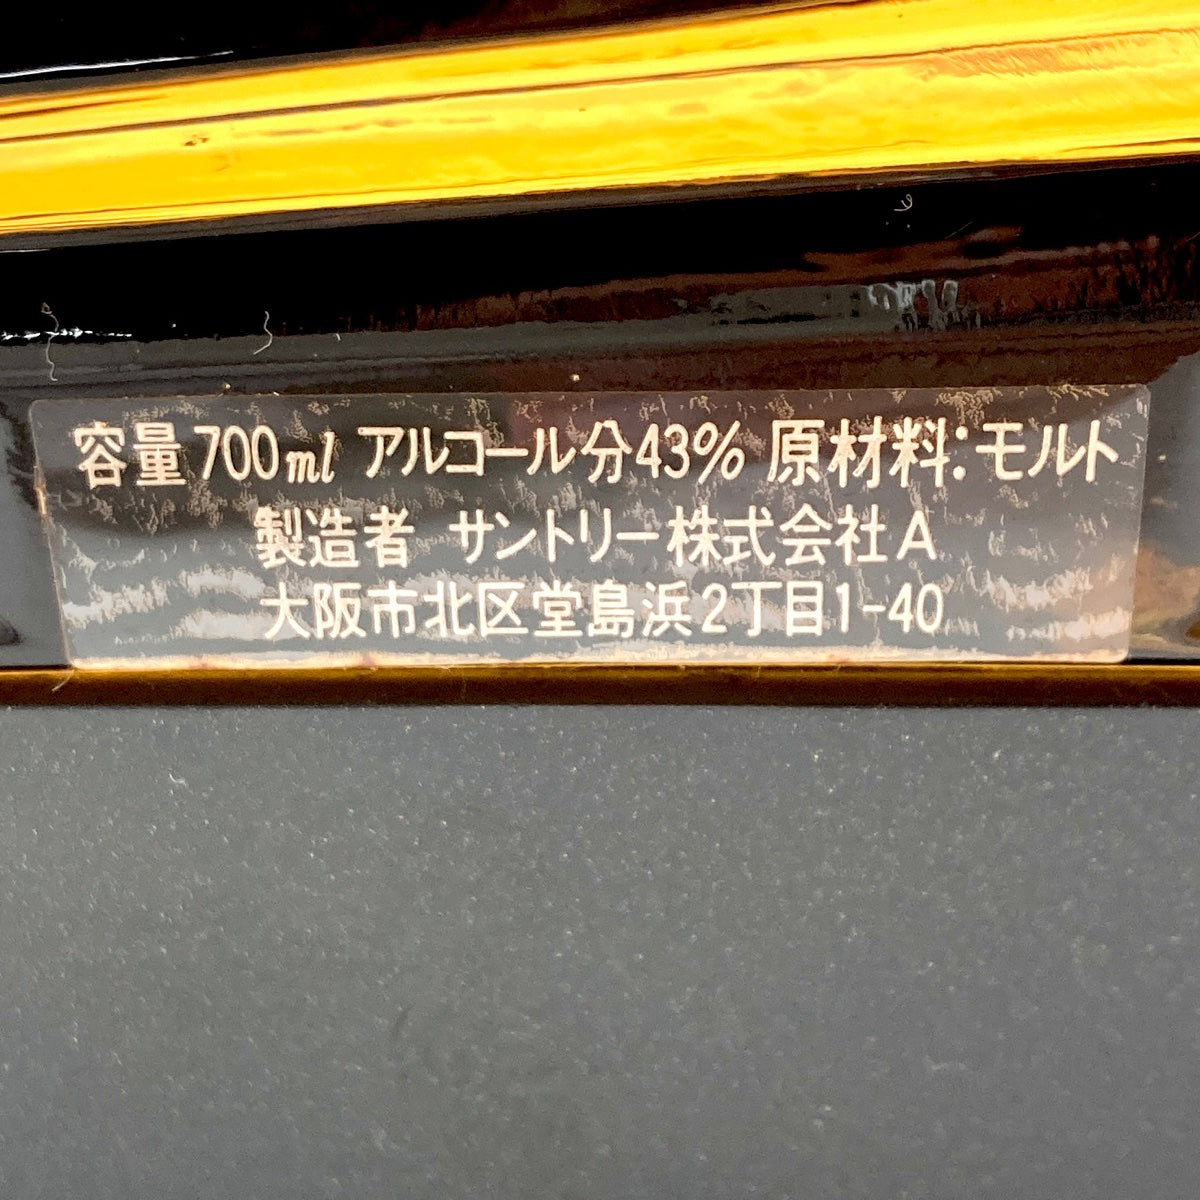 容量700ml アルコール分43% 原材料:モルト
製造者 サントリー株式会社A
大阪市北区堂島浜2丁目1-40